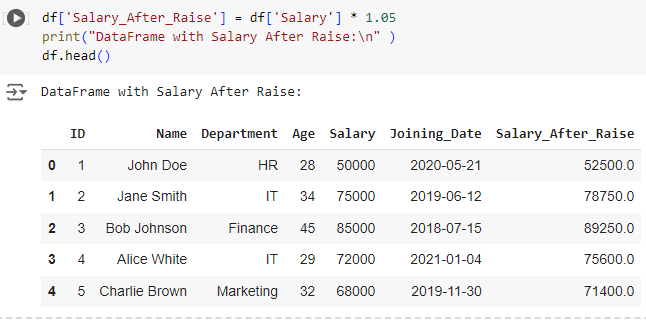 df['Salary_After_Raise'] = df['Salary'] * 1.05
print("DataFrame with Salary After Raise:\n" )
df.head()
DataFrame with Salary After Raise:
ID Name Department Age Salary Joining_Date Salary_After_Raise
0 1 John Doe HR 28 50000 2020-05-21 52500.0
1 2 Jane Smith IT 34 75000 2019-06-12 78750.0
2 3 Bob Johnson Finance 45 85000 2018-07-15 89250.0
3 4 Alice White IT 29 72000 2021-01-04 75600.0
4 5 Charlie Brown Marketing 32 68000 2019-11-30 71400.0